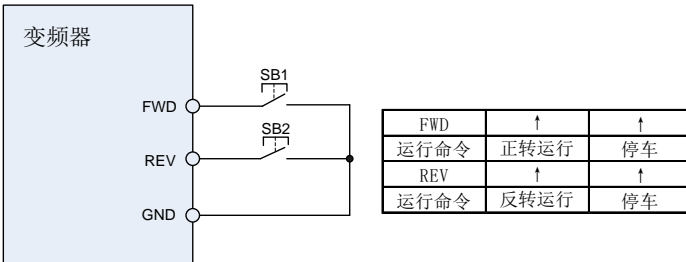 变频器
SB1
FWD
SB2
REV
GND
FWD ↑ ↑
运行命令 正转运行 停车
REV ↑ ↑
运行命令 反转运行 停车